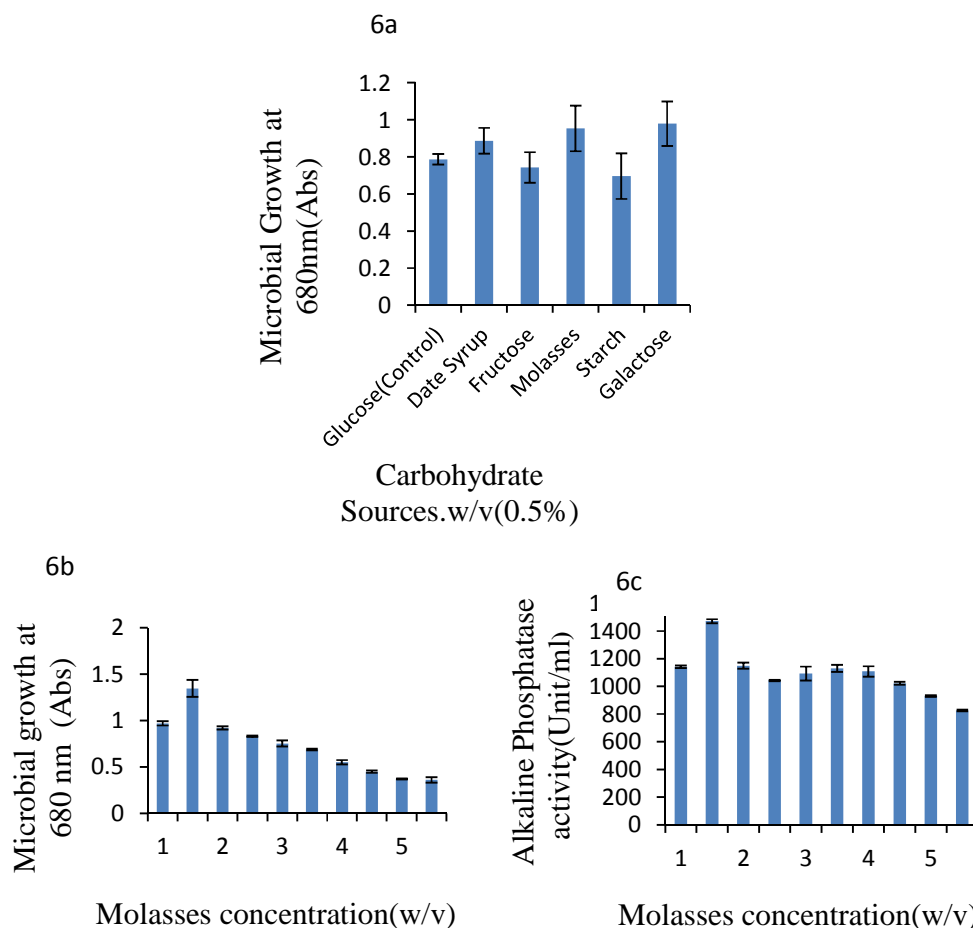 6a
Microbial Growth at
680nm(Abs)
1.2
1
0.8
0.6
0.4
0.2
0
Glucose(Control)
Date Syrup
Fructose
Molasses
Starch
Galactose
Carbohydrate
Sources.w/v(0.5%)
6b
Microbial growth at
680 nm (Abs)
2
1.5
1
0.5
0
1 2 3 4 5
Molasses concentration(w/v)
6c
Alkaline Phosphatase
activity(Unit/ml)
1400
1200
1000
800
600
400
200
0
1 2 3 4 5
Molasses concentration(w/v)